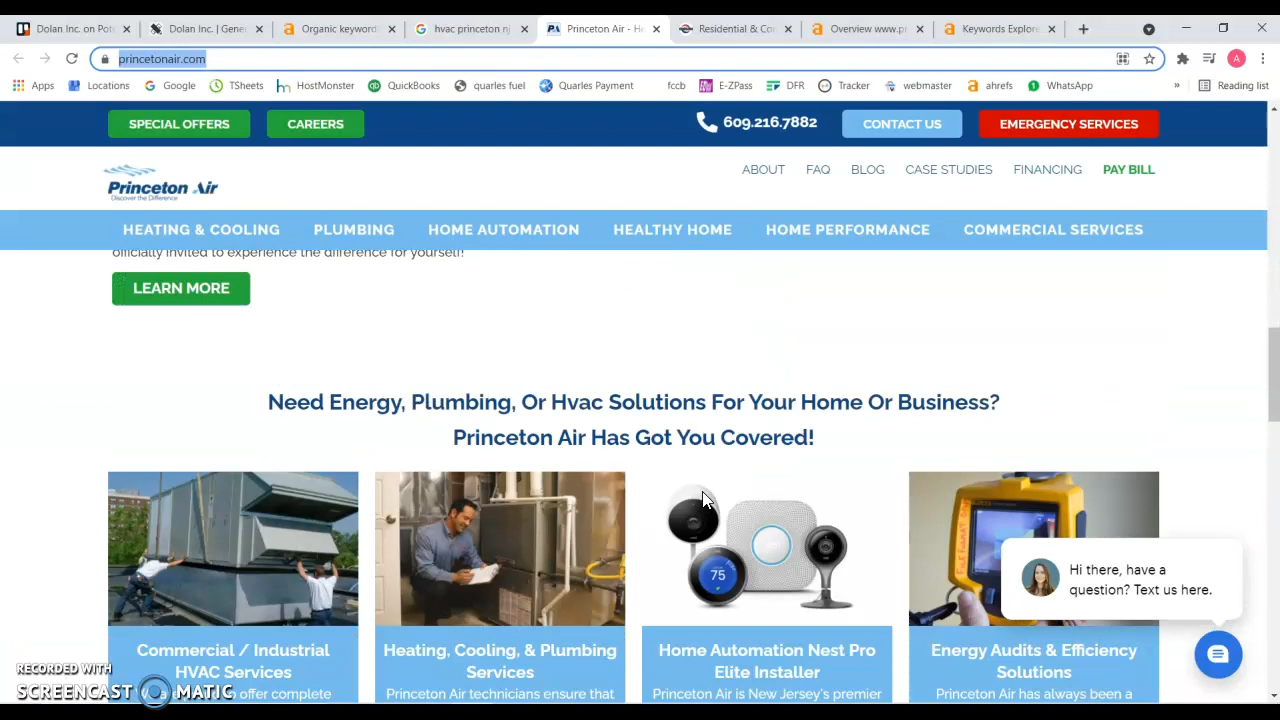 Dolan Inc. on Pote
Dolan Inc. | Gener
Organic keywords
hvac princeton nj
Princeton Air - H
Residential & Con
Overview www.pr
Keywords Explore
princetonair.com
A
Apps
Locations
Google
TSheets
HostMonster
QuickBooks
quarles fuel
Quarles Payment
fccb
E-ZPass
DFR
Tracker
webmaster
ahrefs
WhatsApp
»
Reading list
SPECIAL OFFERS
CAREERS
609.216.7882
CONTACT US
EMERGENCY SERVICES
Princeton Air
Discover the Difference
ABOUT
FAQ
BLOG
CASE STUDIES
FINANCING
PAY BILL
HEATING & COOLING
PLUMBING
HOME AUTOMATION
HEALTHY HOME
HOME PERFORMANCE
COMMERCIAL SERVICES
officially invited to experience the difference for yourself!
LEARN MORE
Need Energy, Plumbing, Or Hvac Solutions For Your Home Or Business?
Princeton Air Has Got You Covered!
75
Commercial / Industrial
HVAC Services
offer complete
Heating, Cooling, & Plumbing
Services
Princeton Air technicians ensure that
Home Automation Nest Pro
Elite Installer
Princeton Air is New Jersey's premier
Energy Audits & Efficiency
Solutions
Princeton Air has always been a
Hi there, have a
question? Text us here.
RECORDED WITH
SCREENCAST MATIC